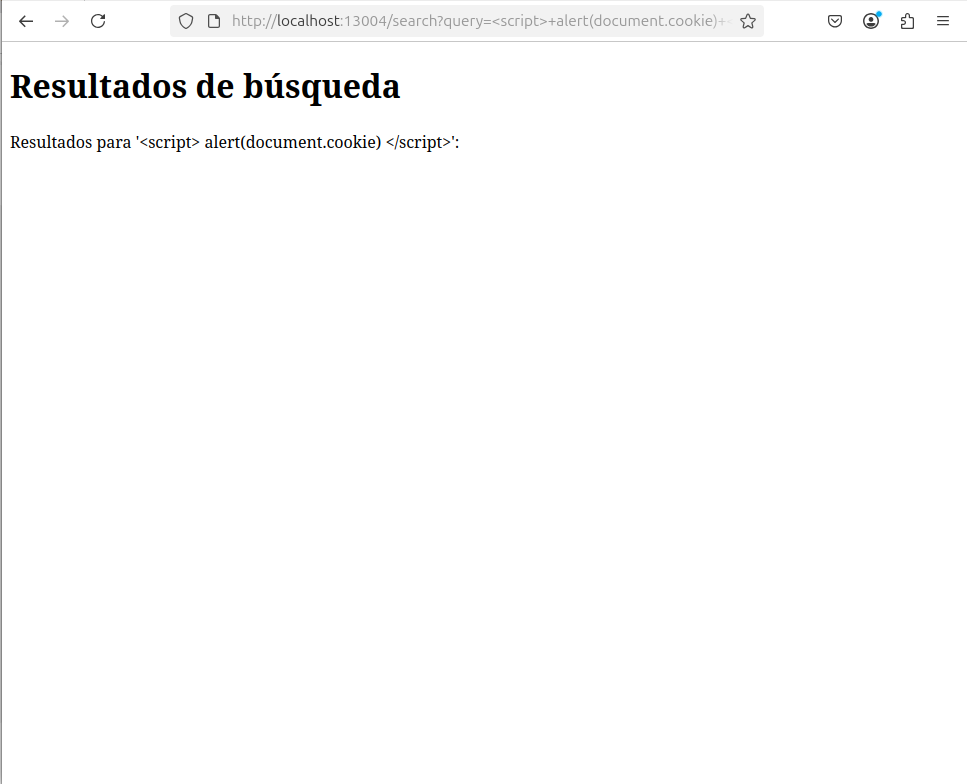 http://localhost:13004/search?query=<script>+alert(document.cookie)+
Resultados de búsqueda
Resultados para '<script> alert(document.cookie) </script>':